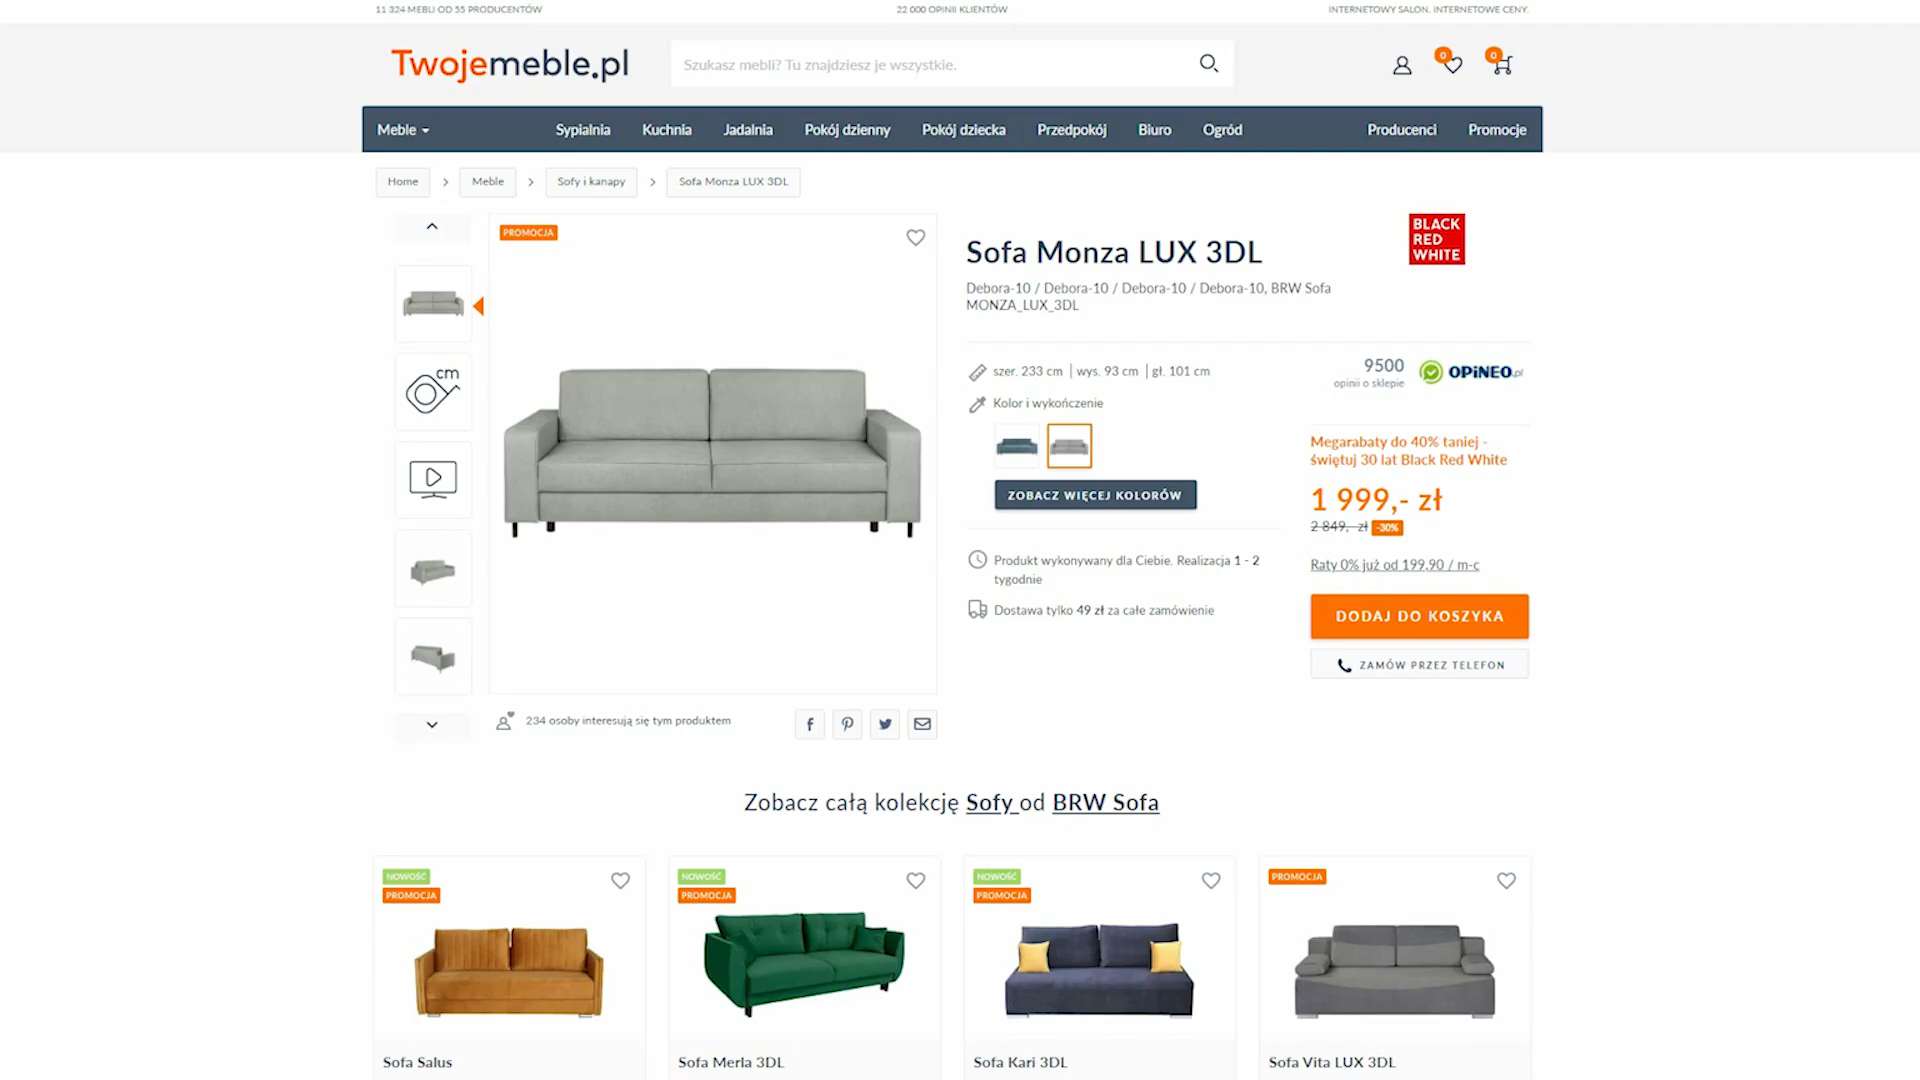 11 324 MEBLI OD 55 PRODUCENTÓW
22 000 OPINII KLIENTÓW
INTERNETOWY SALON. INTERNETOWE CENY.
Twojemeble.pl
Szukasz mebli? Tu znajdziesz je wszystkie.
0
0
Meble
Sypialnia
Kuchnia
Jadalnia
Pokój dzienny
Pokój dziecka
Przedpokój
Biuro
Ogród
Producenci
Promocje
Home
Meble
Sofy i kanapy
Sofa Monza LUX 3DL
PROMOCJA
cm
Sofa Monza LUX 3DL
BLACK
RED
WHITE
Debora-10 / Debora-10 / Debora-10 / Debora-10, BRW Sofa
MONZA_LUX_3DL
szer. 233 cm | wys. 93 cm | gł. 101 cm
Kolor i wykończenie
ZOBACZ WIĘCEJ KOLORÓW
Produkt wykonywany dla Ciebie. Realizacja 1 - 2
tygodnie
Dostawa tylko 49 zł za całe zamówienie
9500
opinii o sklepie
OPiNEO.pl
Megarabaty do 40% taniej -
świętuj 30 lat Black Red White
1 999,- zł
2 849,- zł -30%
Raty 0% już od 199,90 / m-c
DODAJ DO KOSZYKA
ZAMÓW PRZEZ TELEFON
234 osoby interesują się tym produktem
Zobacz całą kolekcję Sofy od BRW Sofa
NOWOŚĆ
PROMOCJA
Sofa Salus
NOWOŚĆ
PROMOCJA
Sofa Merla 3DL
NOWOŚĆ
PROMOCJA
Sofa Kari 3DL
PROMOCJA
Sofa Vita LUX 3DL